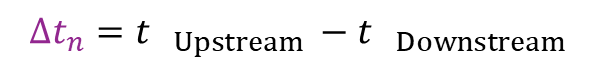 Δtₙ = t Upstream − t Downstream